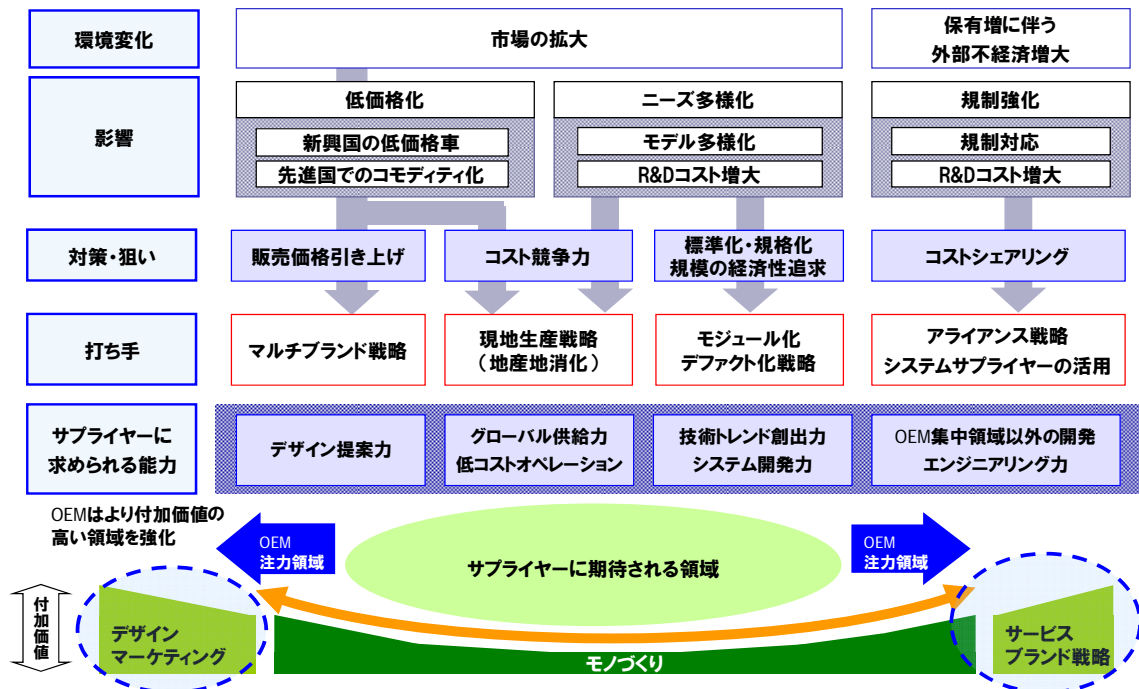 環境変化
市場の拡大
保有増に伴う
外部不経済増大
影響
低価格化
新興国の低価格車
先進国でのコモディティ化
ニーズ多様化
モデル多様化
R&Dコスト増大
規制強化
規制対応
R&Dコスト増大
対策・狙い
販売価格引き上げ
コスト競争力
標準化・規格化
規模の経済性追求
コストシェアリング
打ち手
マルチブランド戦略
現地生産戦略
（地産地消化）
モジュール化
デファクト化戦略
アライアンス戦略
システムサプライヤーの活用
サプライヤーに
求められる能力
デザイン提案力
グローバル供給力
低コストオペレーション
技術トレンド創出力
システム開発力
OEM集中領域以外の開発
エンジニアリング力
OEMはより付加価値の
高い領域を強化
OEM
注力領域
サプライヤーに期待される領域
OEM
注力領域
付加価値
デザイン
マーケティング
モノづくり
サービス
ブランド戦略